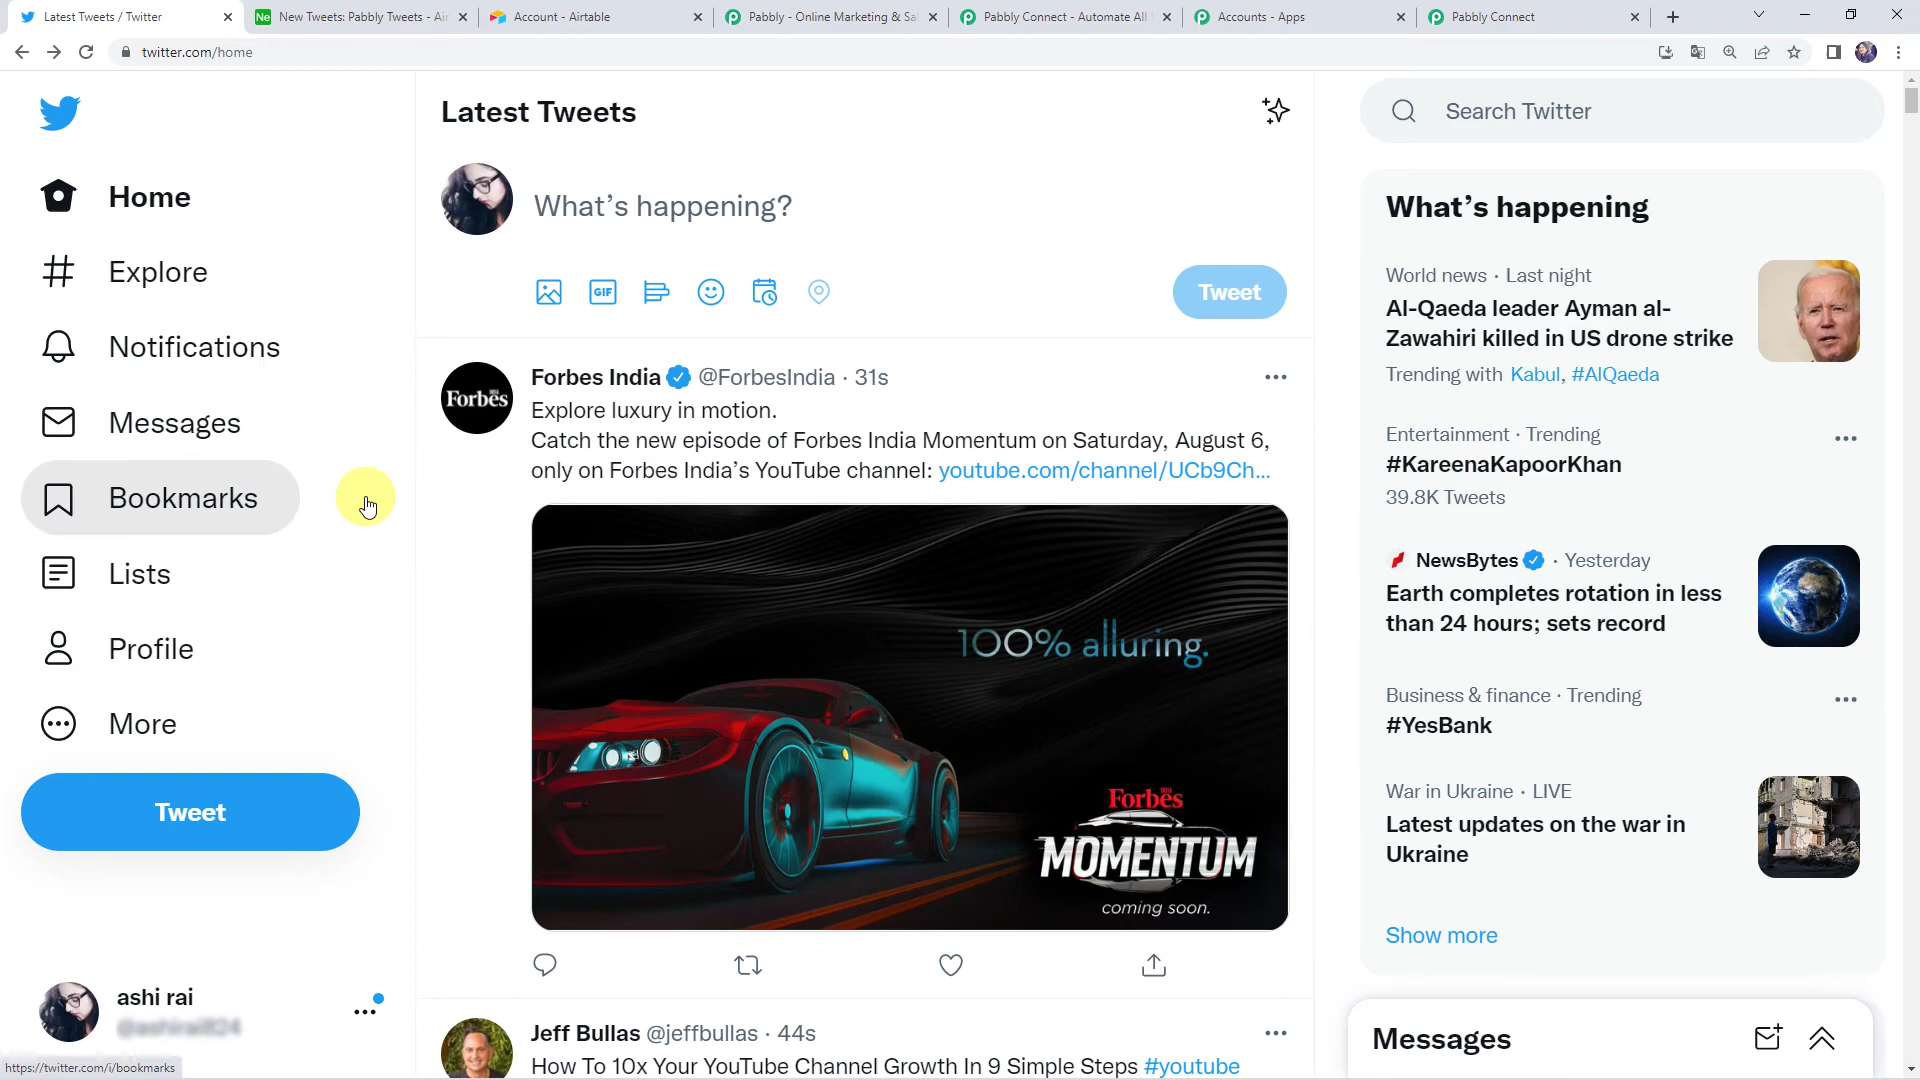 Latest Tweets / Twitter
New Tweets: Pabbly Tweets - Air
Account - Airtable
Pabbly - Online Marketing & Sal
Pabbly Connect - Automate All
Accounts - Apps
Pabbly Connect
twitter.com/home
Home
Explore
Notifications
Messages
Bookmarks
Lists
Profile
More
Tweet
ashi rai
@ashirai824
https://twitter.com/i/bookmarks
Latest Tweets
What's happening?
GIF
Tweet
Forbes India @ForbesIndia · 31s
Explore luxury in motion.
Catch the new episode of Forbes India Momentum on Saturday, August 6,
only on Forbes India's YouTube channel: youtube.com/channel/UCb9Ch...
Forbes
100% alluring.
Forbes
MOMENTUM
coming soon.
Jeff Bullas @jeffbullas · 44s
How To 10x Your YouTube Channel Growth In 9 Simple Steps #youtube
Search Twitter
What's happening
World news · Last night
Al-Qaeda leader Ayman al-
Zawahiri killed in US drone strike
Trending with Kabul, #AlQaeda
Entertainment · Trending
#KareenaKapoorKhan
39.8K Tweets
NewsBytes · Yesterday
Earth completes rotation in less
than 24 hours; sets record
Business & finance · Trending
#YesBank
War in Ukraine · LIVE
Latest updates on the war in
Ukraine
Show more
Messages